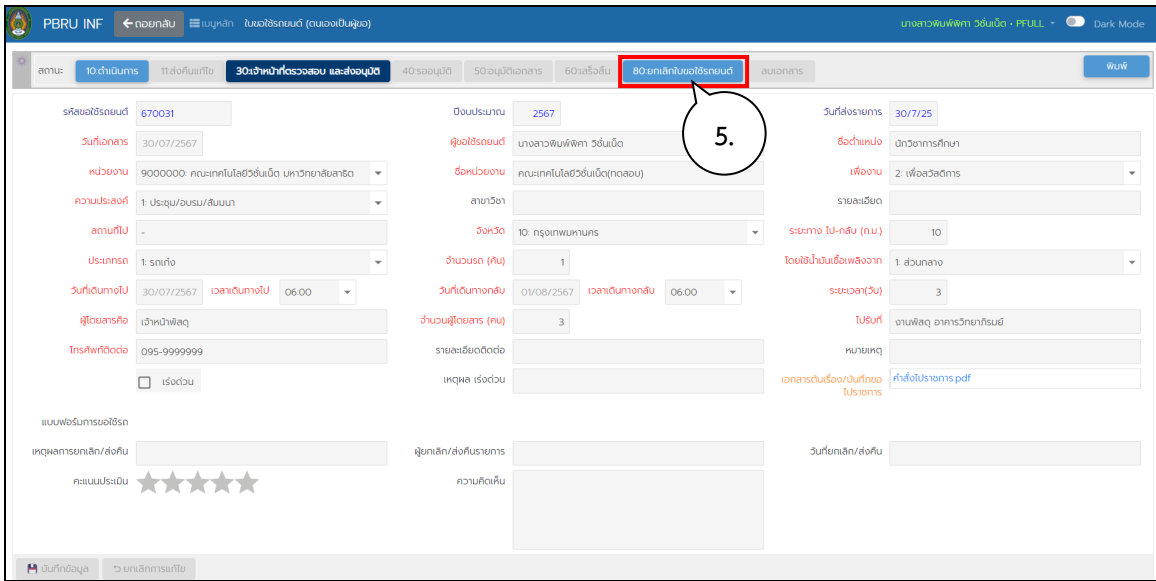 PBRU INF ถอยกลับ เมนูหลัก ใบขอใช้รถยนต์ (ตนเองเป็นผู้ขอ) นางสาวพิมพ์พิศา วิชั่นเน็ต • PFULL Dark Mode
สถานะ 10:ดำเนินการ 11:ส่งคืนแก้ไข 30:เจ้าหน้าที่ตรวจสอบ และส่งอนุมัติ 40:รออนุมัติ 50:อนุมัติเอกสาร 60:เสร็จสิ้น 80:ยกเลิกใบขอใช้รถยนต์ ลบเอกสาร พิมพ์
5.
รหัสขอใช้รถยนต์ 670031 ปีงบประมาณ 2567 วันที่ส่งรายการ 30/7/25
วันที่เอกสาร 30/07/2567 ผู้ขอใช้รถยนต์ นางสาวพิมพ์พิศา วิชั่นเน็ต ชื่อตำแหน่ง นักวิชาการศึกษา
หน่วยงาน 9000000: คณะเทคโนโลยีวิชั่นเน็ต มหาวิทยาลัยสาธิต ชื่อหน่วยงาน คณะเทคโนโลยีวิชั่นเน็ต(ทดสอบ) เพื่องาน 2: เพื่อสวัสดิการ
ความประสงค์ 1: ประชุม/อบรม/สัมมนา สาขาวิชา รายละเอียด
สถานที่ไป - จังหวัด 10: กรุงเทพมหานคร ระยะทาง ไป-กลับ (ก.ม.) 10
ประเภทรถ 1: รถเก๋ง จำนวนรถ (คัน) 1 โดยใช้น้ำมันเชื้อเพลิงจาก 1: ส่วนกลาง
วันที่เดินทางไป 30/07/2567 เวลาเดินทางไป 06:00 วันที่เดินทางกลับ 01/08/2567 เวลาเดินทางกลับ 06:00 ระยะเวลา(วัน) 3
ผู้โดยสารคือ เจ้าหน้าพัสดุ จำนวนผู้โดยสาร (คน) 3 ไปรับที่ งานพัสดุ อาคารวิทยาภิรมย์
โทรศัพท์ติดต่อ 095-9999999 รายละเอียดติดต่อ หมายเหตุ
เร่งด่วน เหตุผล เร่งด่วน เอกสารต้นเรื่อง/บันทึกขอ คำสั่งไปราชการ.pdf
ไปราชการ
แบบฟอร์มการขอใช้รถ
เหตุผลการยกเลิก/ส่งคืน ผู้ยกเลิก/ส่งคืนรายการ วันที่ยกเลิก/ส่งคืน
คะแนนประเมิน ความคิดเห็น
บันทึกข้อมูล ยกเลิกการแก้ไข